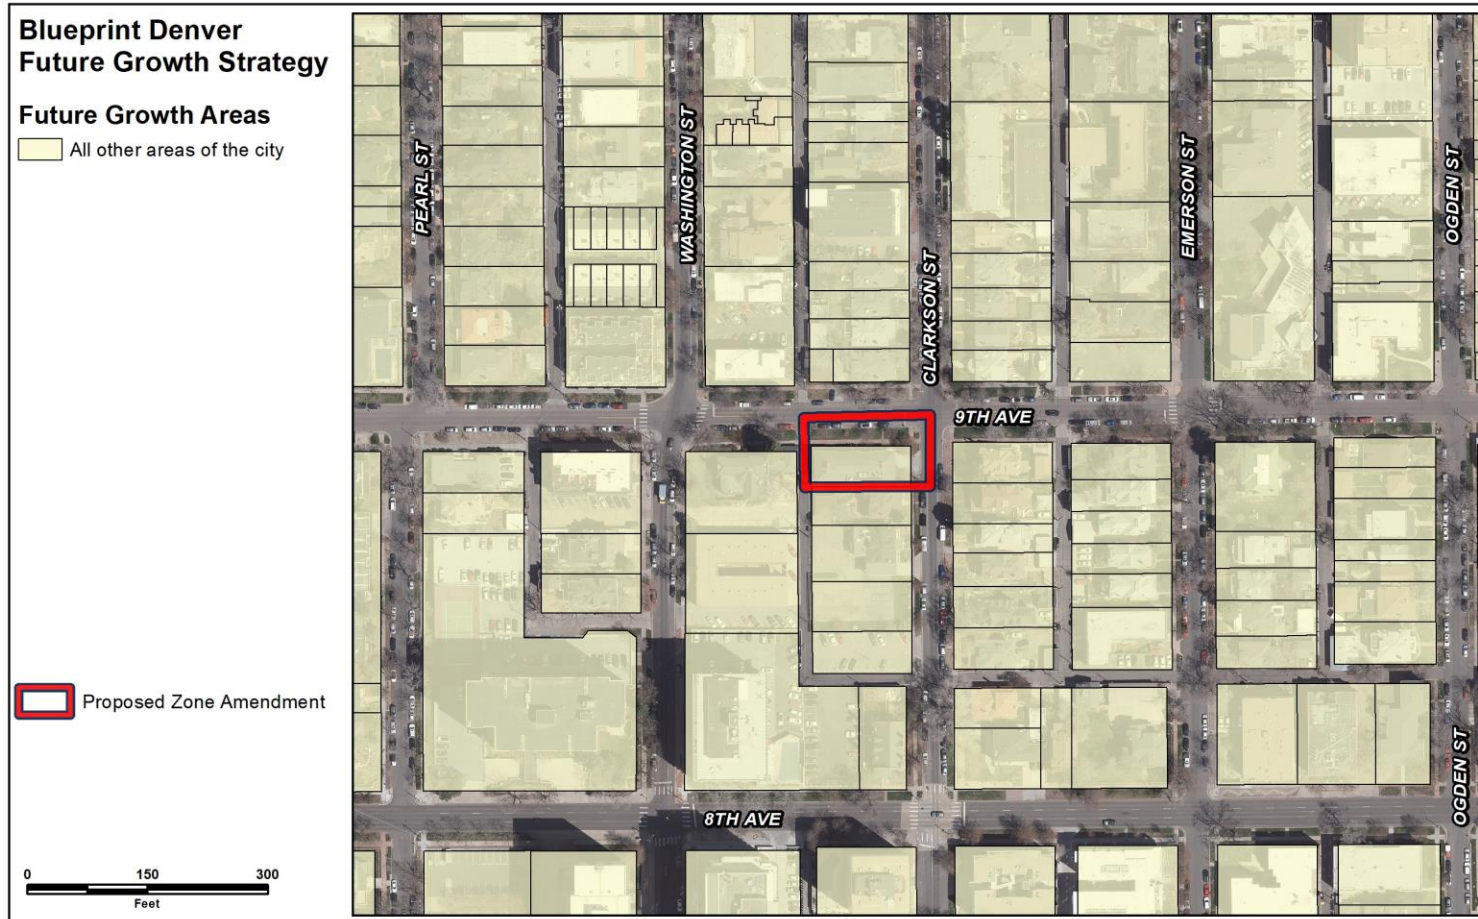 Blueprint Denver
Future Growth Strategy
Future Growth Areas
All other areas of the city
Proposed Zone Amendment
0 150 300
Feet
PEARL ST
WASHINGTON ST
CLARKSON ST
EMERSON ST
OGDEN ST
9TH AVE
8TH AVE
OGDEN ST